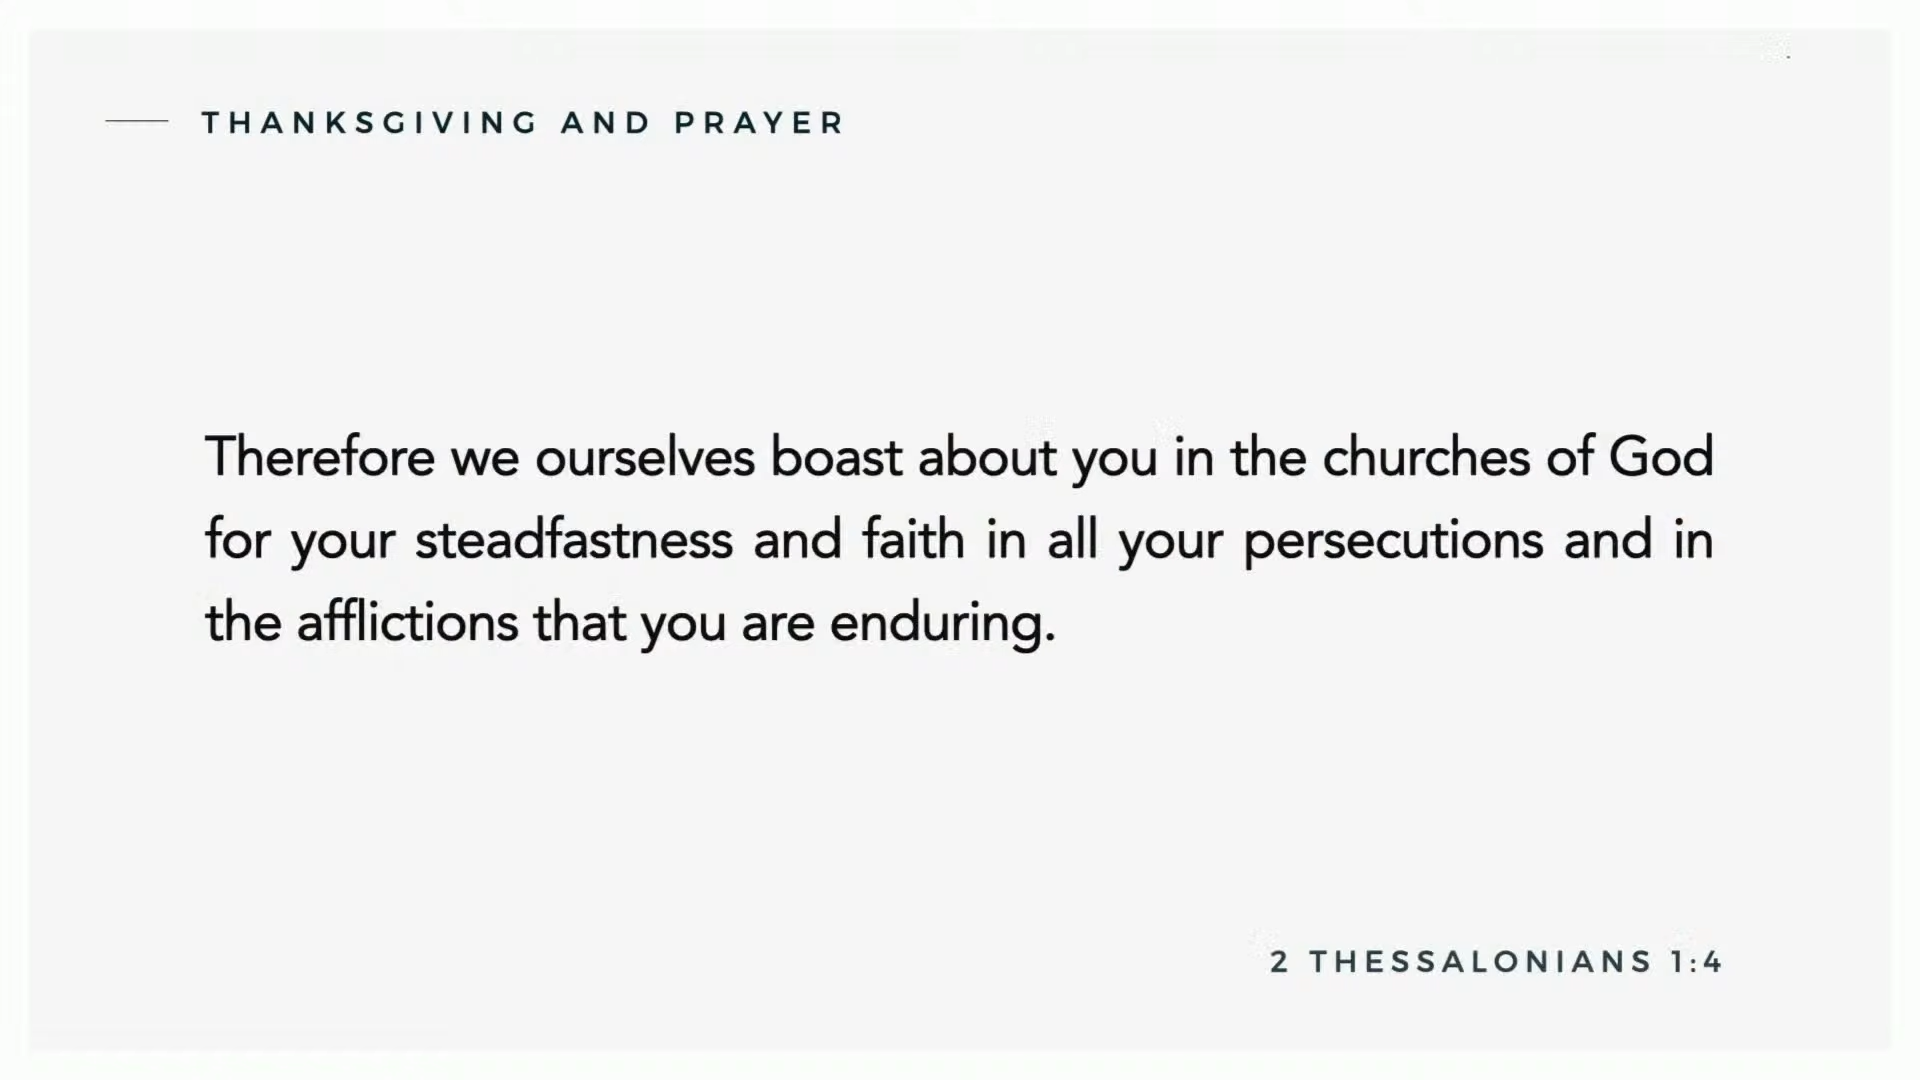 THANKSGIVING AND PRAYER
Therefore we ourselves boast about you in the churches of God
for your steadfastness and faith in all your persecutions and in
the afflictions that you are enduring.
2 THESSALONIANS 1:4